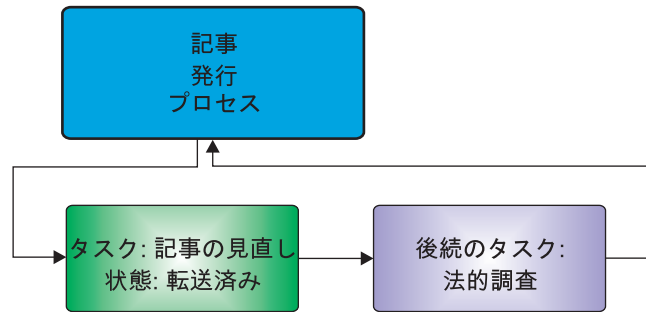 記事
発行
プロセス
タスク: 記事の見直し
状態: 転送済み
後続のタスク:
法的調査